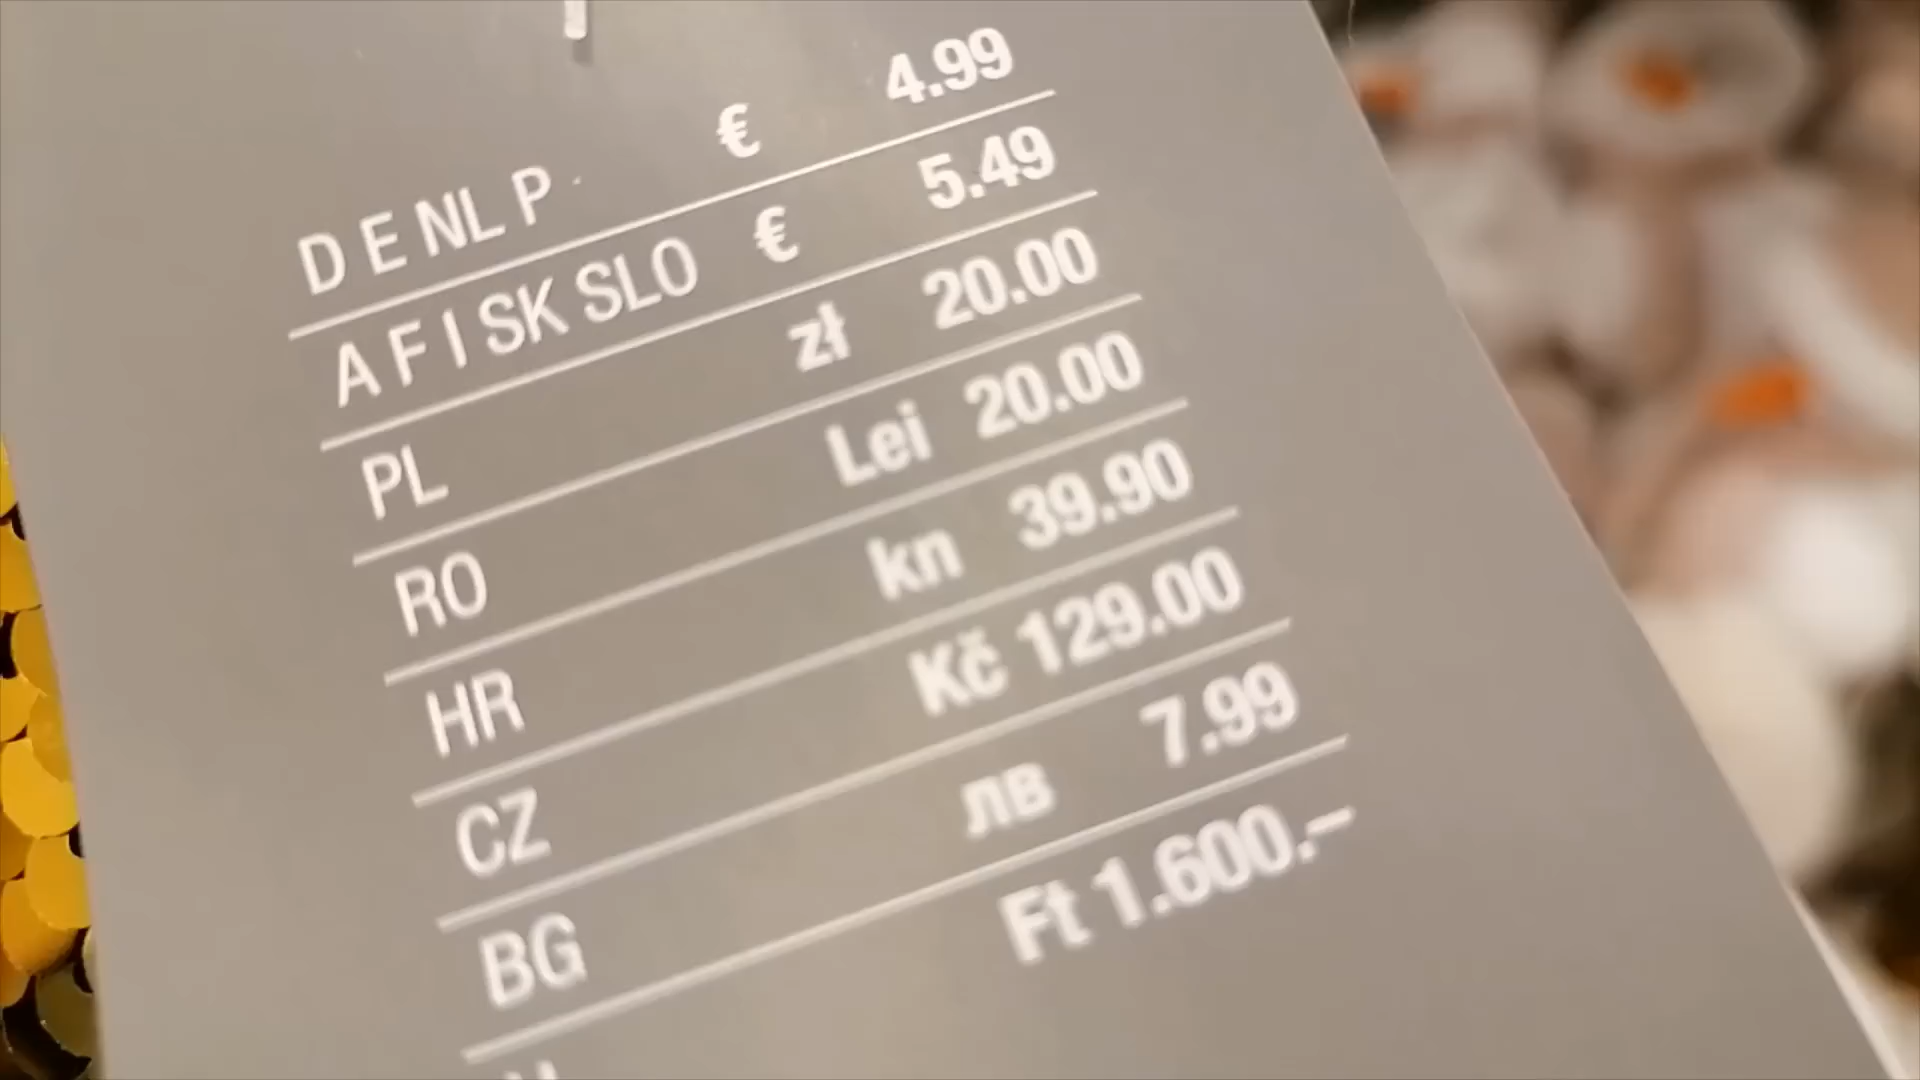 D E NL P € 4.99
A F I SK SLO € 5.49
PL zł 20.00
RO Lei 20.00
HR kn 39.90
CZ Kč 129.00
BG лв 7.99
Ft 1.600.–